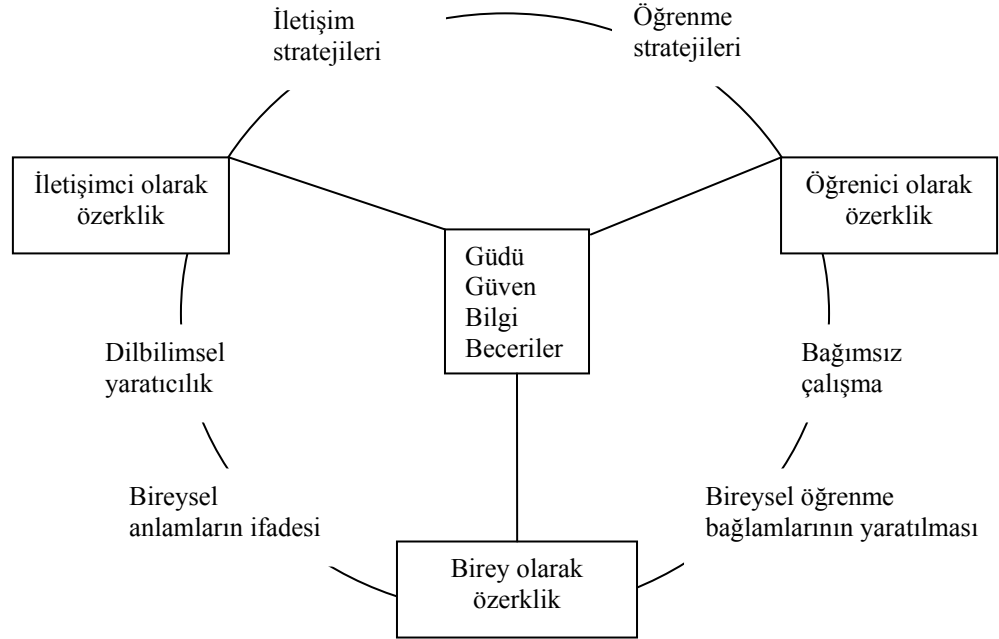 İletişim
stratejileri
Öğrenme
stratejileri
İletişimci olarak
özerklik
Öğrenici olarak
özerklik
Güdü
Güven
Bilgi
Beceriler
Dilbilimsel
yaratıcılık
Bağımsız
çalışma
Bireysel
anlamların ifadesi
Bireysel öğrenme
bağlamlarının yaratılması
Birey olarak
özerklik